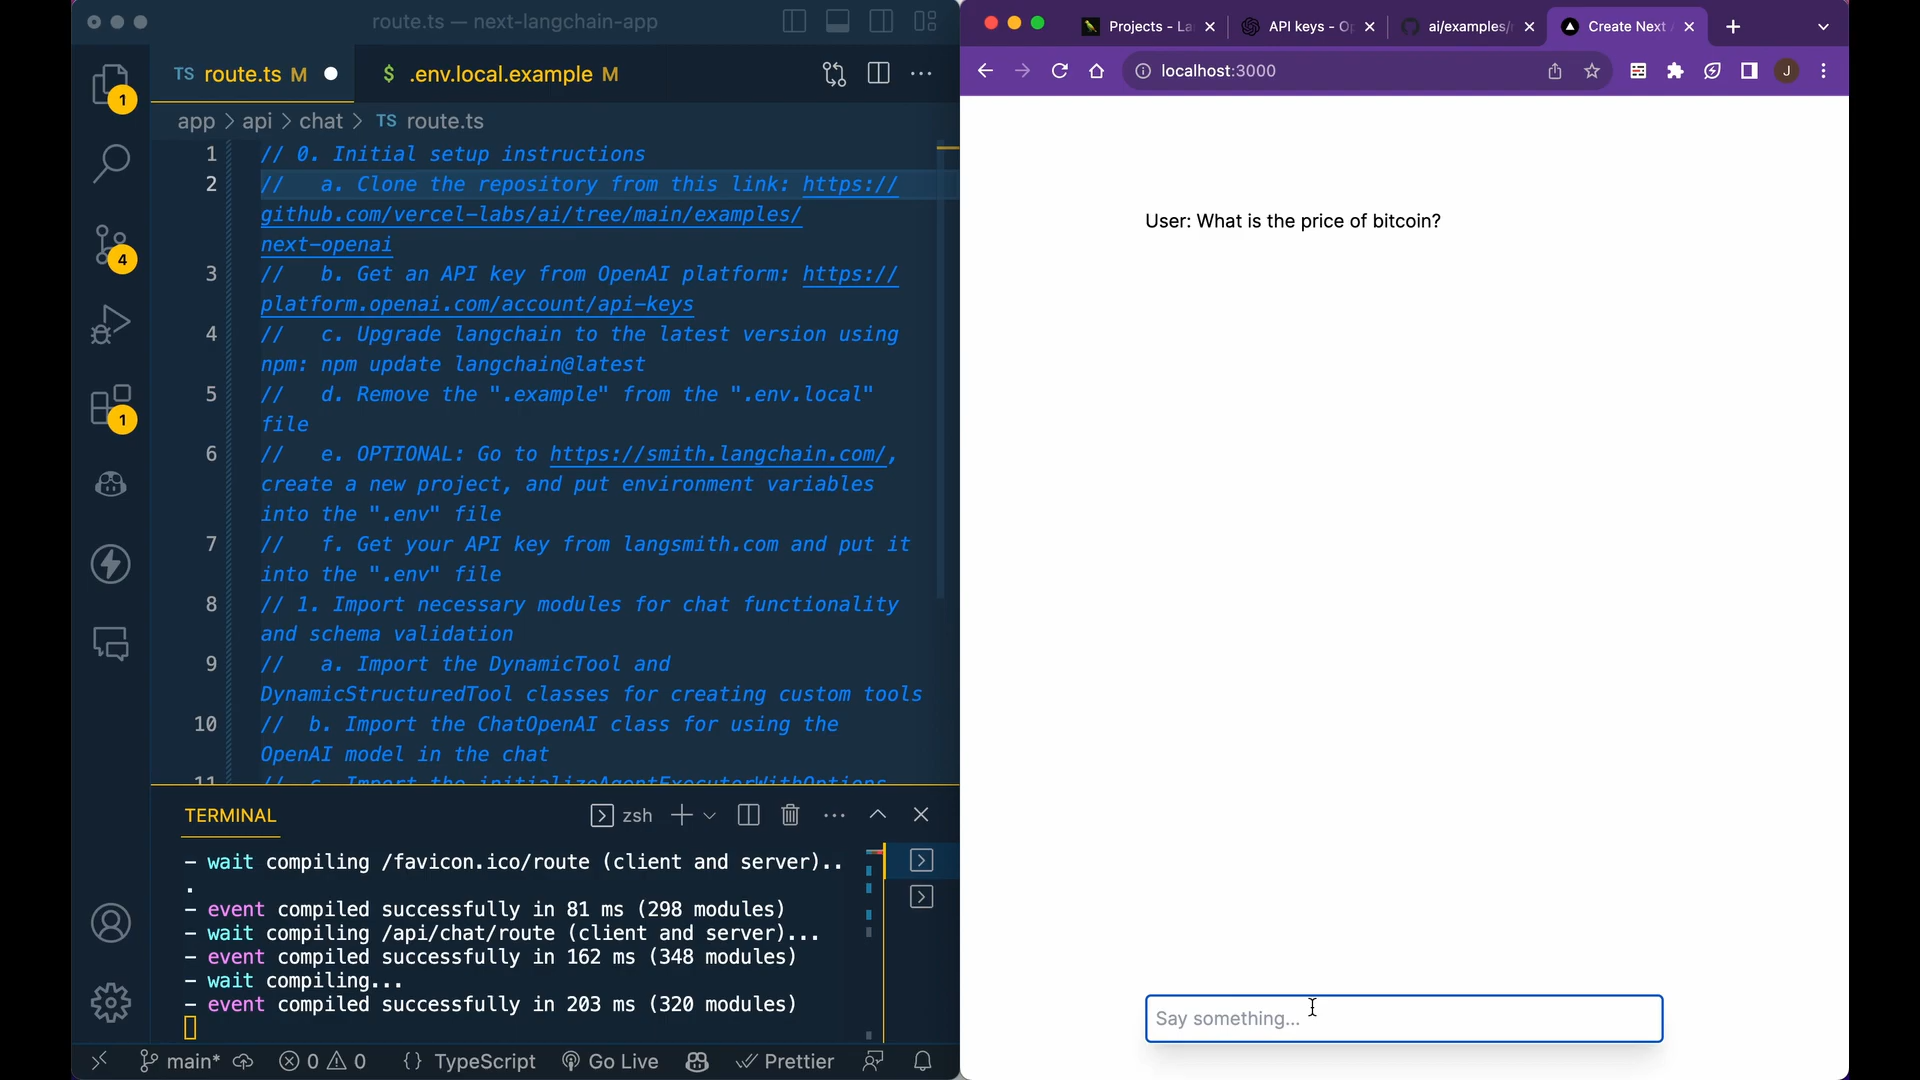 route.ts — next-langchain-app
TS route.ts M
$ .env.local.example M
app > api > chat > TS route.ts
1 // 0. Initial setup instructions
2 //   a. Clone the repository from this link: https://
github.com/vercel-labs/ai/tree/main/examples/
next-openai
3 //   b. Get an API key from OpenAI platform: https://
platform.openai.com/account/api-keys
4 //   c. Upgrade langchain to the latest version using
npm: npm update langchain@latest
5 //   d. Remove the ".example" from the ".env.local"
file
6 //   e. OPTIONAL: Go to https://smith.langchain.com/,
create a new project, and put environment variables
into the ".env" file
7 //   f. Get your API key from langsmith.com and put it
into the ".env" file
8 // 1. Import necessary modules for chat functionality
and schema validation
9 //   a. Import the DynamicTool and
DynamicStructuredTool classes for creating custom tools
10 //  b. Import the ChatOpenAI class for using the
OpenAI model in the chat
11 //  c. Import the initializeAgentExecutorWithOptions
1
4
1
TERMINAL
zsh
- wait compiling /favicon.ico/route (client and server)..
.
- event compiled successfully in 81 ms (298 modules)
- wait compiling /api/chat/route (client and server)...
- event compiled successfully in 162 ms (348 modules)
- wait compiling...
- event compiled successfully in 203 ms (320 modules)
main* 0 0 {} TypeScript Go Live Prettier
Projects - La
API keys - Op
ai/examples/
Create Next
localhost:3000
J
User: What is the price of bitcoin?
Say something...